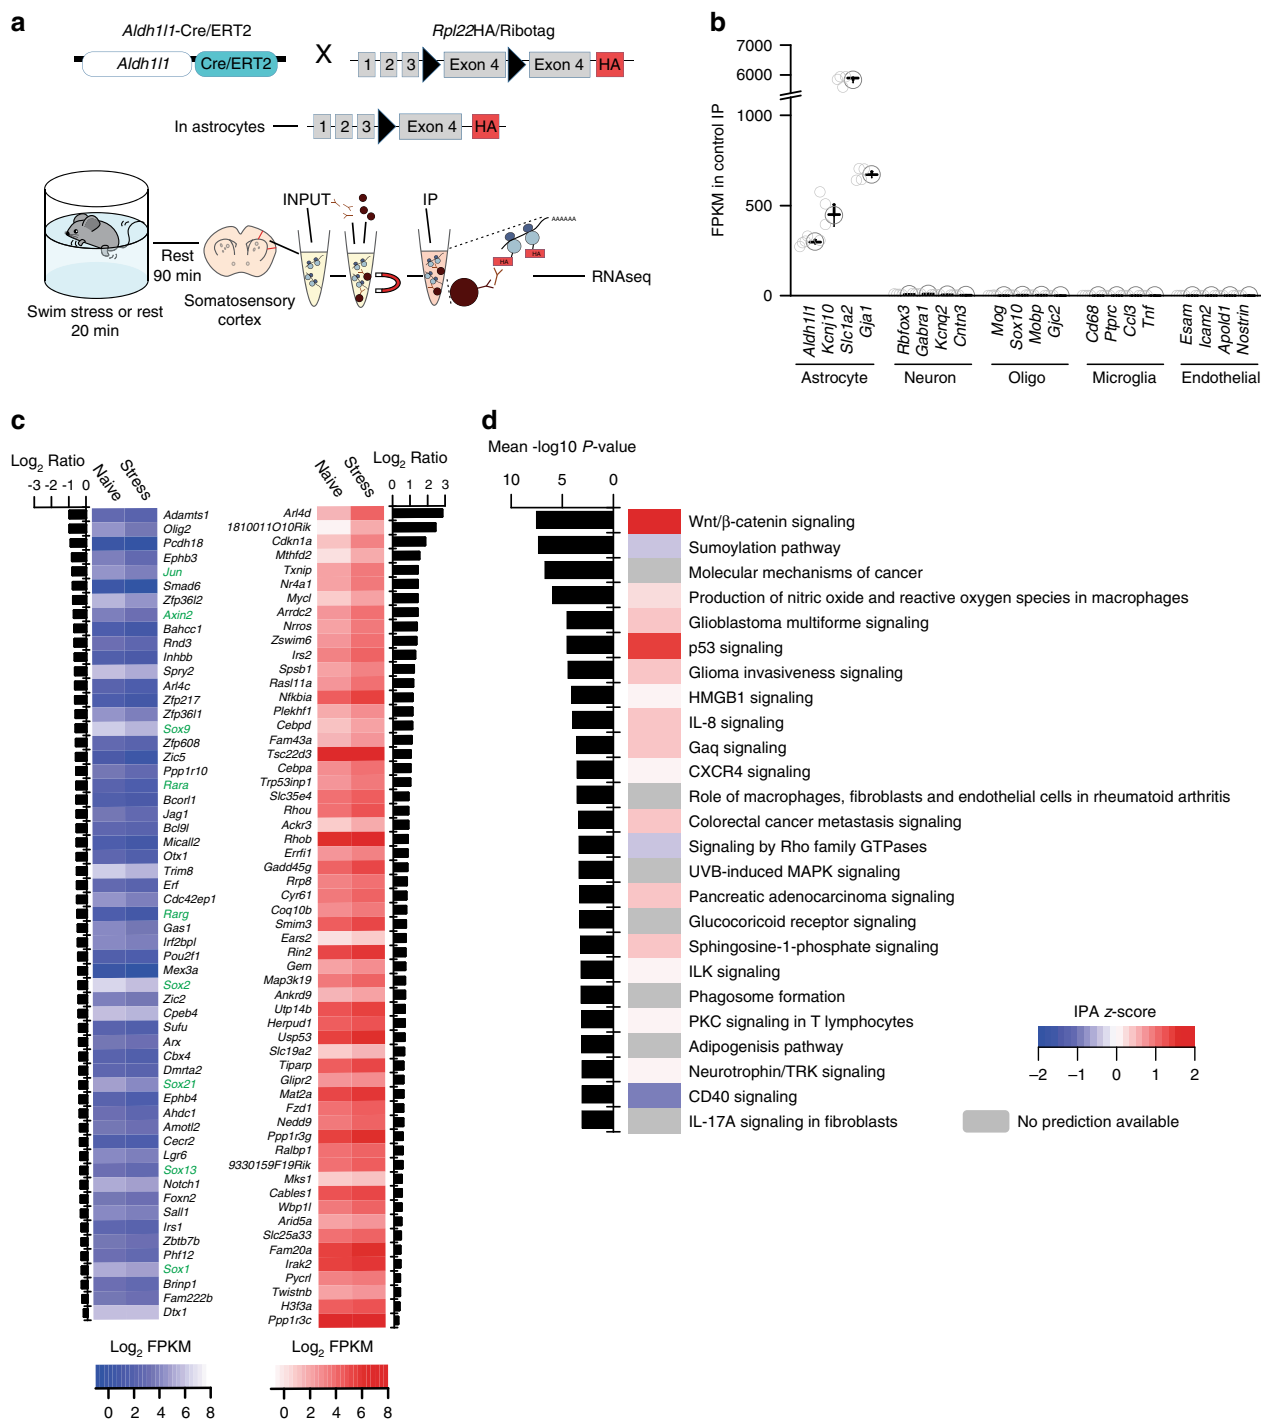 a
Aldh1l1-Cre/ERT2
Aldh1l1
Cre/ERT2
X
Rpl22HA/Ribotag
1 2 3 Exon 4 Exon 4 HA
In astrocytes
1 2 3 Exon 4 HA
INPUT
IP
AAAAAA
HA
HA
Rest
90 min
RNAseq
Swim stress or rest
20 min
Somatosensory
cortex
b
FPKM in control IP
7000
6000
1000
500
0
Aldh1l1
Kcnj10
Slc1a2
Gja1
Rbfox3
Gabra1
Kcnq2
Cntn3
Mog
Sox10
Mobp
Gjc2
Cd68
Ptprc
Ccl3
Tnf
Esam
Icam2
Apold1
Nostrin
Astrocyte
Neuron
Oligo
Microglia
Endothelial
c
Log2 Ratio
-3 -2 -1 0
Naive
Stress
Adamts1
Olig2
Pcdh18
Ephb3
Jun
Smad6
Zfp36l2
Axin2
Bahcc1
Rnd3
Inhbb
Spry2
Arl4c
Zfp217
Zfp36l1
Sox9
Zfp608
Zic5
Ppp1r10
Rara
Bcorl1
Jag1
Bcl9l
Micall2
Otx1
Trim8
Erf
Cdc42ep1
Rarg
Gas1
Irf2bpl
Pou2f1
Mex3a
Sox2
Zic2
Cpeb4
Sufu
Arx
Cbx4
Dmrta2
Sox21
Ephb4
Ahdc1
Amotl2
Cecr2
Lgr6
Sox13
Notch1
Foxn2
Sall1
Irs1
Zbtb7b
Phf12
Sox1
Brinp1
Fam222b
Dtx1
Log2 FPKM
0 2 4 6 8
Naive
Stress
Log2 Ratio
0 1 2 3
Arl4d
1810011O10Rik
Cdkn1a
Mthfd2
Txnip
Nr4a1
Mycl
Arrdc2
Nrros
Zswim6
Irs2
Spsb1
Rasl11a
Nfkbia
Plekhf1
Cebpd
Fam43a
Tsc22d3
Cebpa
Trp53inp1
Slc35e4
Rhou
Ackr3
Rhob
Errfi1
Gadd45g
Rrp8
Cyr61
Coq10b
Smim3
Ears2
Rin2
Gem
Map3k19
Ankrd9
Utp14b
Herpud1
Usp53
Slc19a2
Tiparp
Glipr2
Mat2a
Fzd1
Nedd9
Ppp1r3g
Ralbp1
9330159F19Rik
Mks1
Cables1
Wbp1l
Arid5a
Slc25a33
Fam20a
Irak2
Pycrl
Twistnb
H3f3a
Ppp1r3c
Log2 FPKM
0 2 4 6 8
d
Mean -log10 P-value
10 5 0
Wnt/β-catenin signaling
Sumoylation pathway
Molecular mechanisms of cancer
Production of nitric oxide and reactive oxygen species in macrophages
Glioblastoma multiforme signaling
p53 signaling
Glioma invasiveness signaling
HMGB1 signaling
IL-8 signaling
Gaq signaling
CXCR4 signaling
Role of macrophages, fibroblasts and endothelial cells in rheumatoid arthritis
Colorectal cancer metastasis signaling
Signaling by Rho family GTPases
UVB-induced MAPK signaling
Pancreatic adenocarcinoma signaling
Glucocoricoid receptor signaling
Sphingosine-1-phosphate signaling
ILK signaling
Phagosome formation
PKC signaling in T lymphocytes
Adipogenisis pathway
Neurotrophin/TRK signaling
CD40 signaling
IL-17A signaling in fibroblasts
IPA z-score
−2 −1 0 1 2
No prediction available